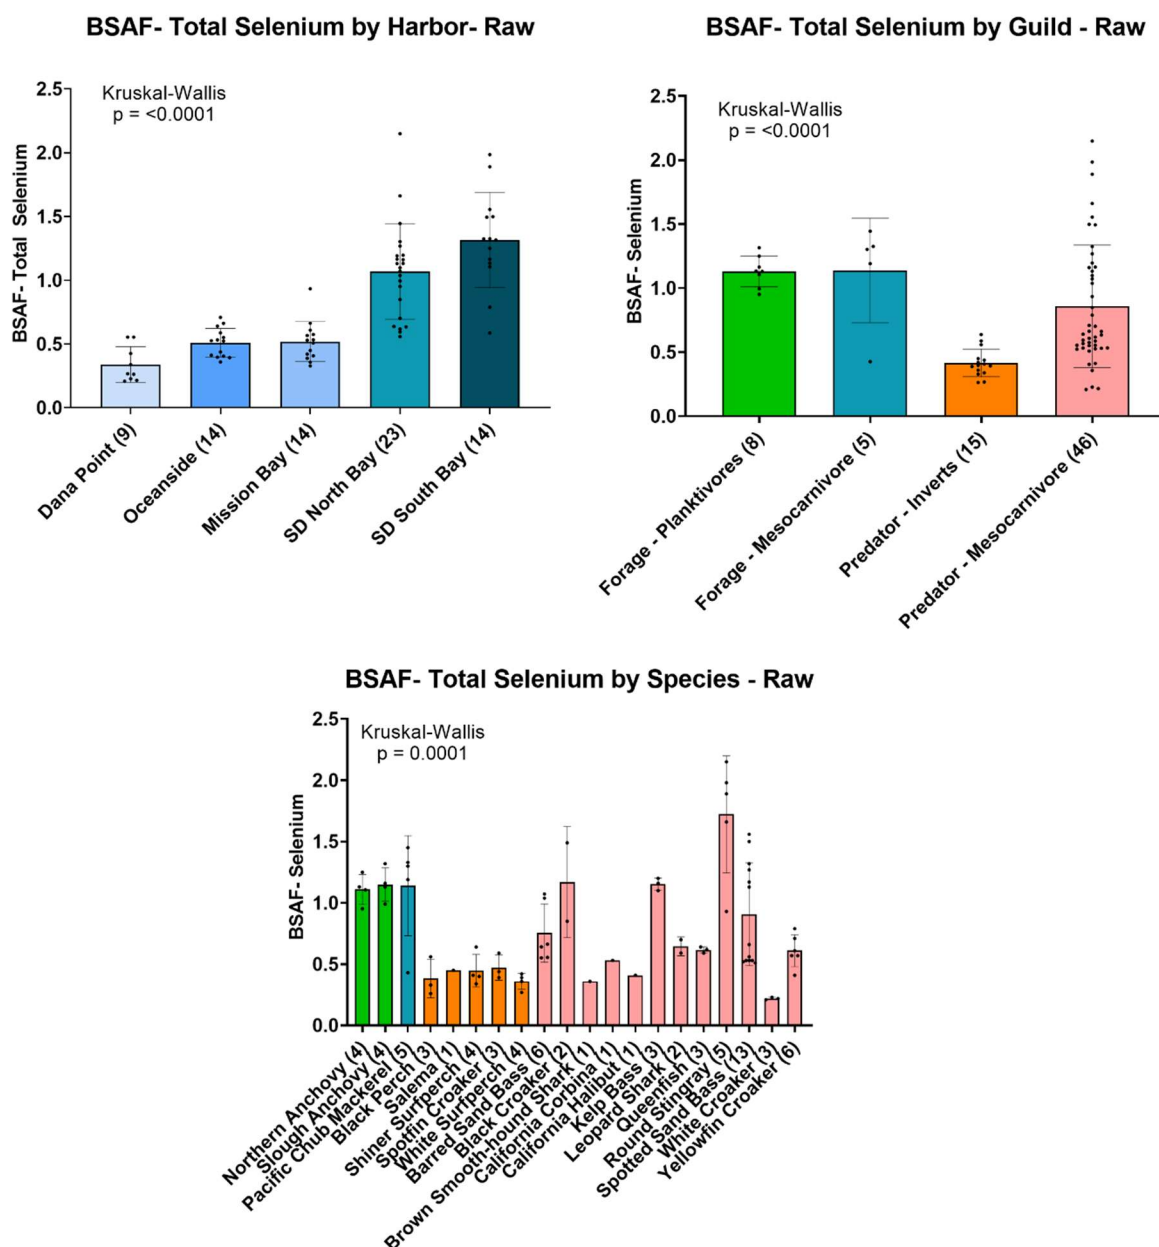 BSAF- Total Selenium by Harbor- Raw
Kruskal-Wallis
p = <0.0001
BSAF- Total Selenium
2.5
2.0
1.5
1.0
0.5
0.0
Dana Point (9)
Oceanside (14)
Mission Bay (14)
SD North Bay (23)
SD South Bay (14)
BSAF- Total Selenium by Guild - Raw
Kruskal-Wallis
p = <0.0001
BSAF- Selenium
2.5
2.0
1.5
1.0
0.5
0.0
Forage - Planktivores (8)
Forage - Mesocarnivore (5)
Predator - Inverts (15)
Predator - Mesocarnivore (46)
BSAF- Total Selenium by Species - Raw
Kruskal-Wallis
p = 0.0001
BSAF- Selenium
2.5
2.0
1.5
1.0
0.5
0.0
Northern Anchovy (4)
Slough Anchovy (4)
Pacific Chub Mackerel (5)
Black Perch (3)
Salema (1)
Shiner Surfperch (4)
Spotfin Croaker (3)
White Surfperch (4)
Barred Sand Bass (6)
Black Croaker (2)
Brown Smooth-hound Shark (1)
California Corbina (1)
California Halibut (1)
Kelp Bass (3)
Leopard Shark (2)
Queenfish (3)
Round Stingray (5)
Spotted Sand Bass (13)
White Croaker (3)
Yellowfin Croaker (6)